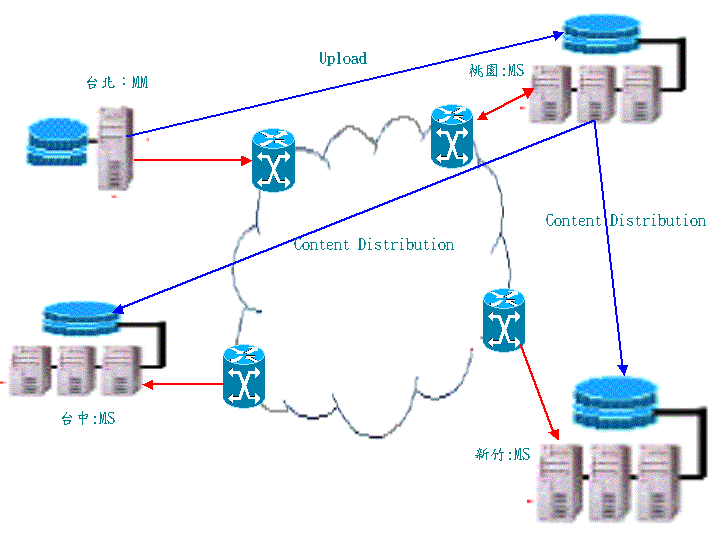 Upload
桃園:MS
台北：MM
Content Distribution
Content Distribution
台中:MS
新竹:MS